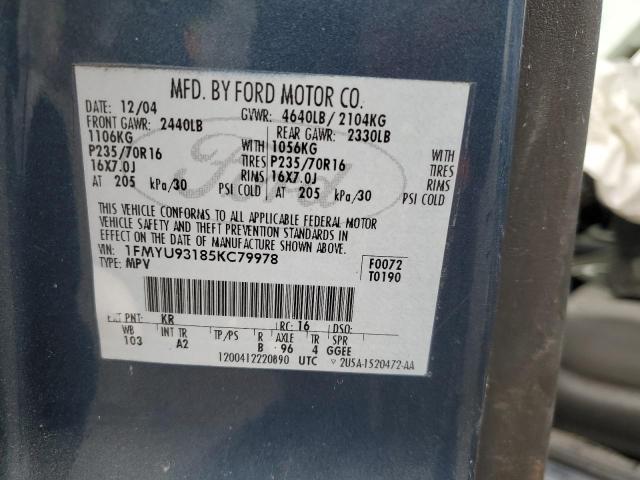 MFD. BY FORD MOTOR CO.
DATE: 12/04 GVWR: 4640LB/ 2104KG
FRONT GAWR: 2440LB REAR GAWR: 2330LB
1106KG WITH 1056KG WITH
P235/70R16 TIRES P235/70R16 TIRES
16X7.0J RIMS 16X7.0J RIMS
AT 205 kPa/30 PSI COLD AT 205 kPa/30 PSI COLD
Ford
THIS VEHICLE CONFORMS TO ALL APPLICABLE FEDERAL MOTOR
VEHICLE SAFETY AND THEFT PREVENTION STANDARDS IN
EFFECT ON THE DATE OF MANUFACTURE SHOWN ABOVE.
VIN: 1FMYU93185KC79978 F0072
TYPE: MPV T0190
EXT PNT: KR RC: 16 DSO:
WB INT TR TP/PS R AXLE TR SPR
103 A2 B 96 4 GGEE
1200412220890 UTC 2U5A-1520472-AA